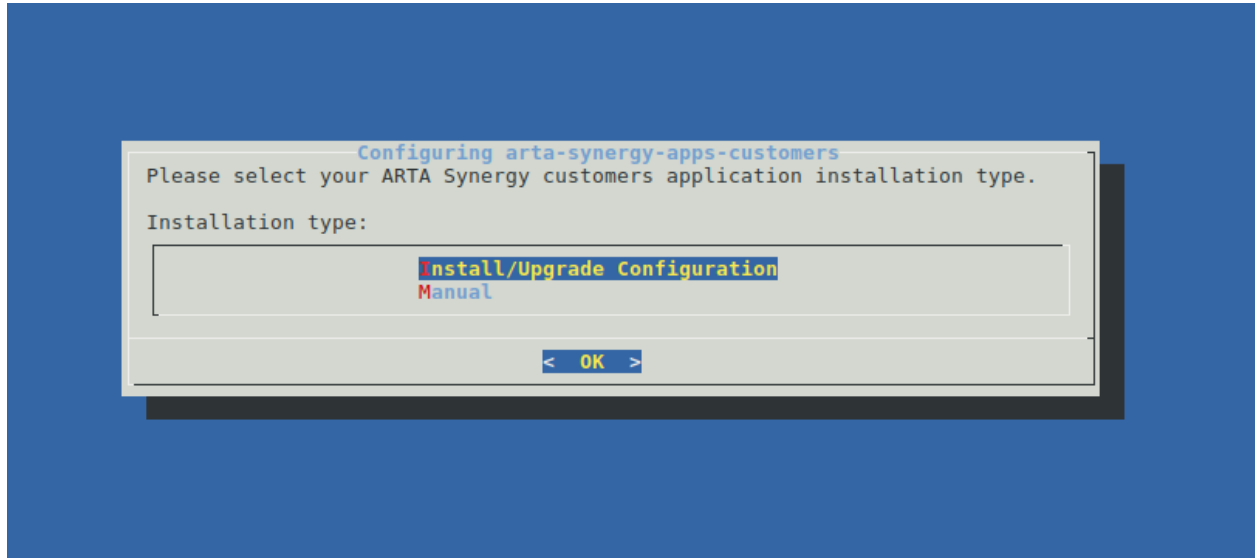 Configuring arta-synergy-apps-customers
Please select your ARTA Synergy customers application installation type.
Installation type:
Install/Upgrade Configuration
Manual
< OK >